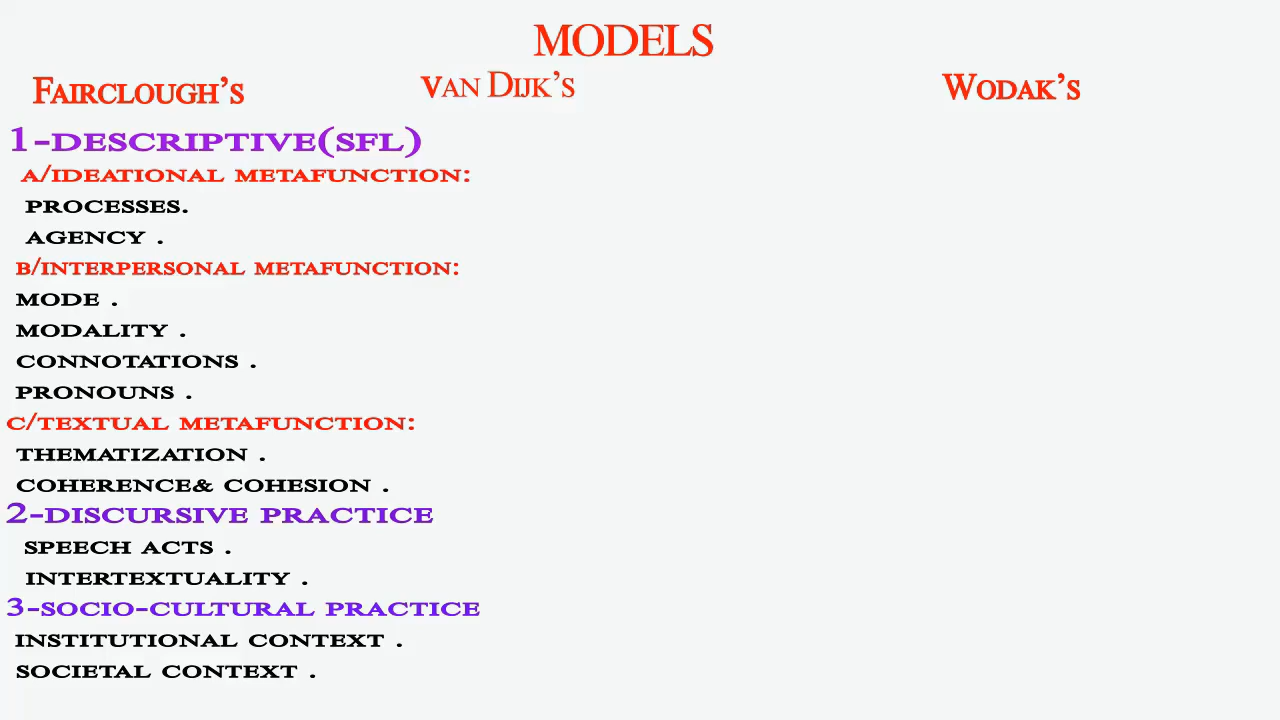 MODELS
FAIRCLOUGH'S
VAN DIJK'S
WODAK'S
1-DESCRIPTIVE(SFL)
A/IDEATIONAL METAFUNCTION:
PROCESSES.
AGENCY .
B/INTERPERSONAL METAFUNCTION:
MODE .
MODALITY .
CONNOTATIONS .
PRONOUNS .
C/TEXTUAL METAFUNCTION:
THEMATIZATION .
COHERENCE& COHESION .
2-DISCURSIVE PRACTICE
SPEECH ACTS .
INTERTEXTUALITY .
3-SOCIO-CULTURAL PRACTICE
INSTITUTIONAL CONTEXT .
SOCIETAL CONTEXT .